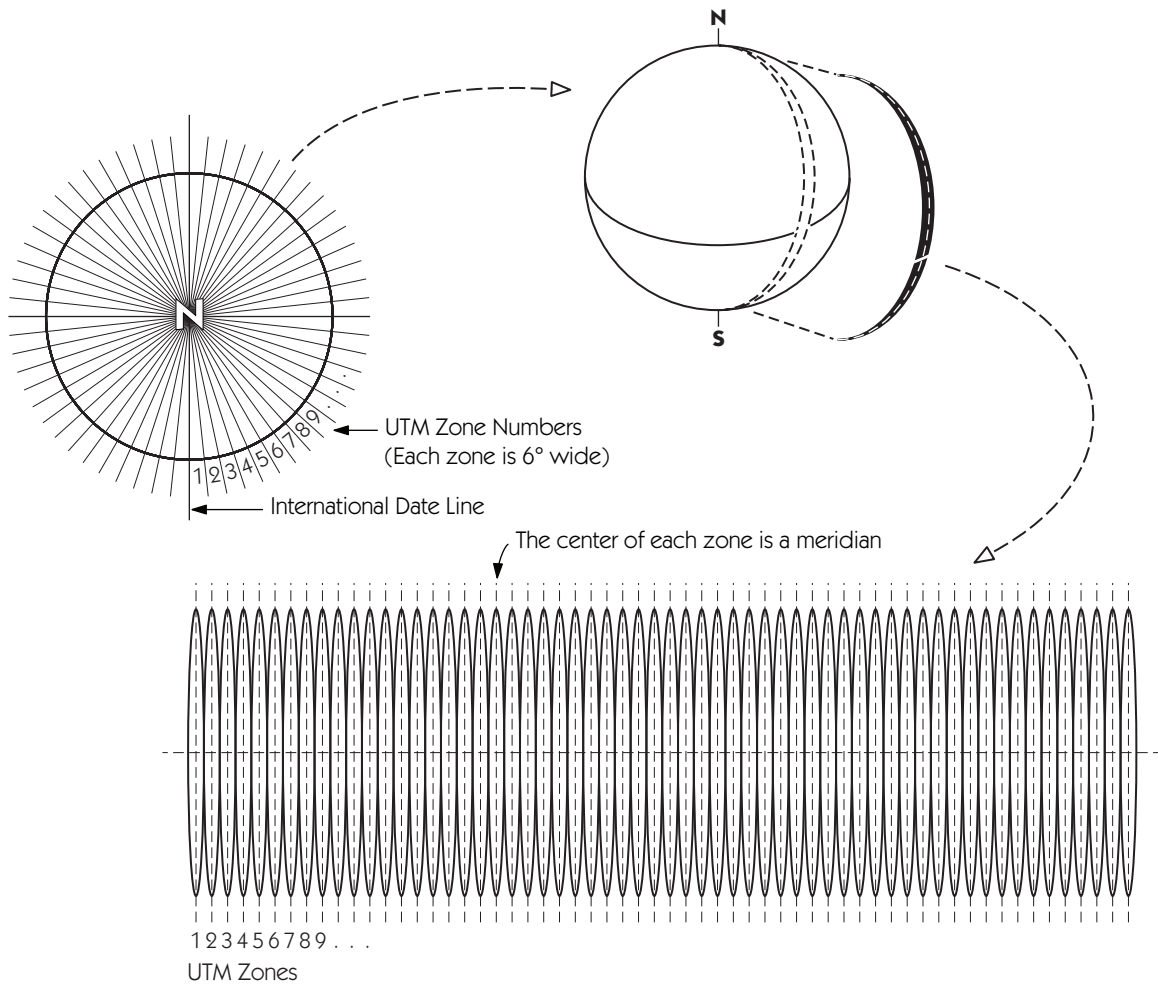 N
N
S
1 2 3 4 5 6 7 8 9 . . .
UTM Zone Numbers
(Each zone is 6° wide)
International Date Line
The center of each zone is a meridian
1 2 3 4 5 6 7 8 9 . . .
UTM Zones